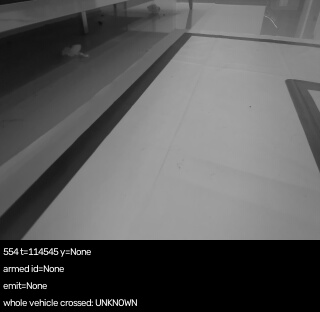 554 t=114545 y=None
armed id=None
emit=None
whole vehicle crossed: UNKNOWN